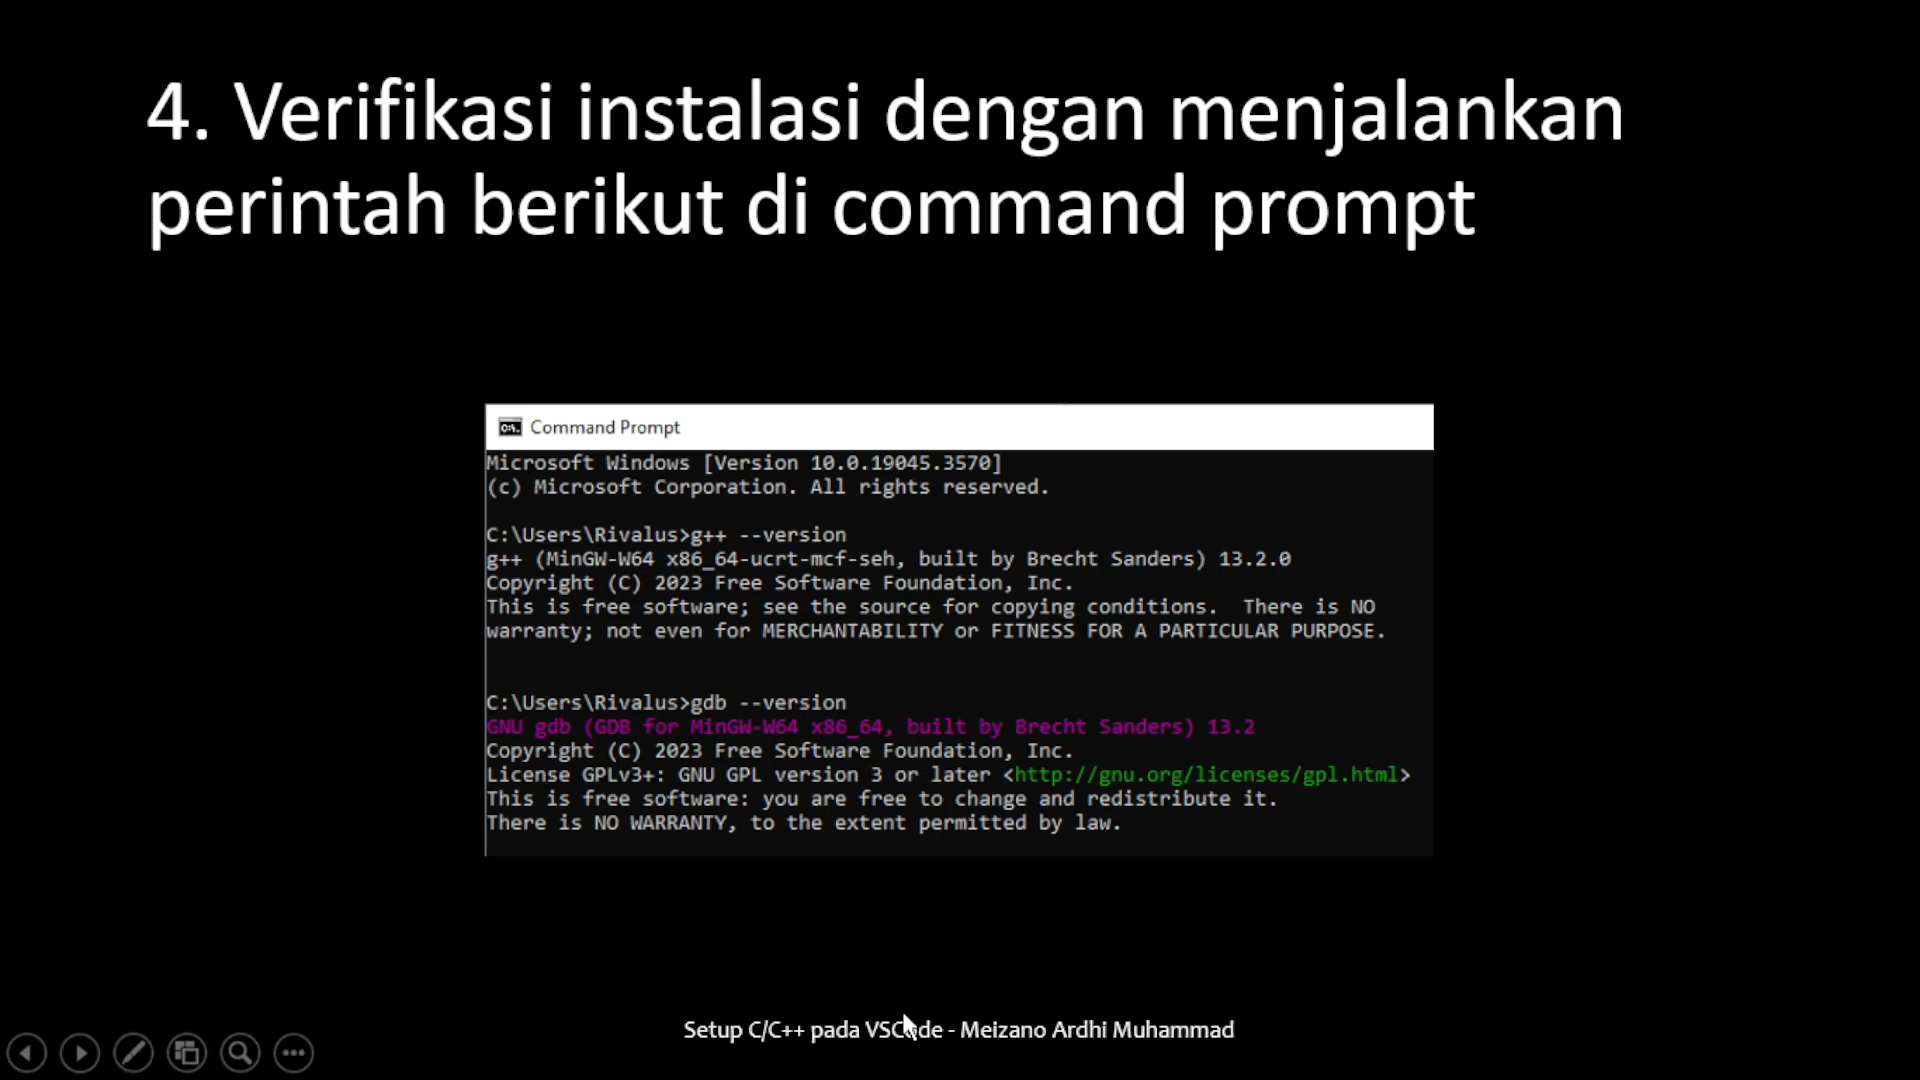 4. Verifikasi instalasi dengan menjalankan
perintah berikut di command prompt
Command Prompt
Microsoft Windows [Version 10.0.19045.3570]
(c) Microsoft Corporation. All rights reserved.
C:\Users\Rivalus>g++ --version
g++ (MinGW-W64 x86_64-ucrt-mcf-seh, built by Brecht Sanders) 13.2.0
Copyright (C) 2023 Free Software Foundation, Inc.
This is free software; see the source for copying conditions.  There is NO
warranty; not even for MERCHANTABILITY or FITNESS FOR A PARTICULAR PURPOSE.
C:\Users\Rivalus>gdb --version
GNU gdb (GDB for MinGW-W64 x86_64, built by Brecht Sanders) 13.2
Copyright (C) 2023 Free Software Foundation, Inc.
License GPLv3+: GNU GPL version 3 or later <http://gnu.org/licenses/gpl.html>
This is free software: you are free to change and redistribute it.
There is NO WARRANTY, to the extent permitted by law.
Setup C/C++ pada VSCode - Meizano Ardhi Muhammad